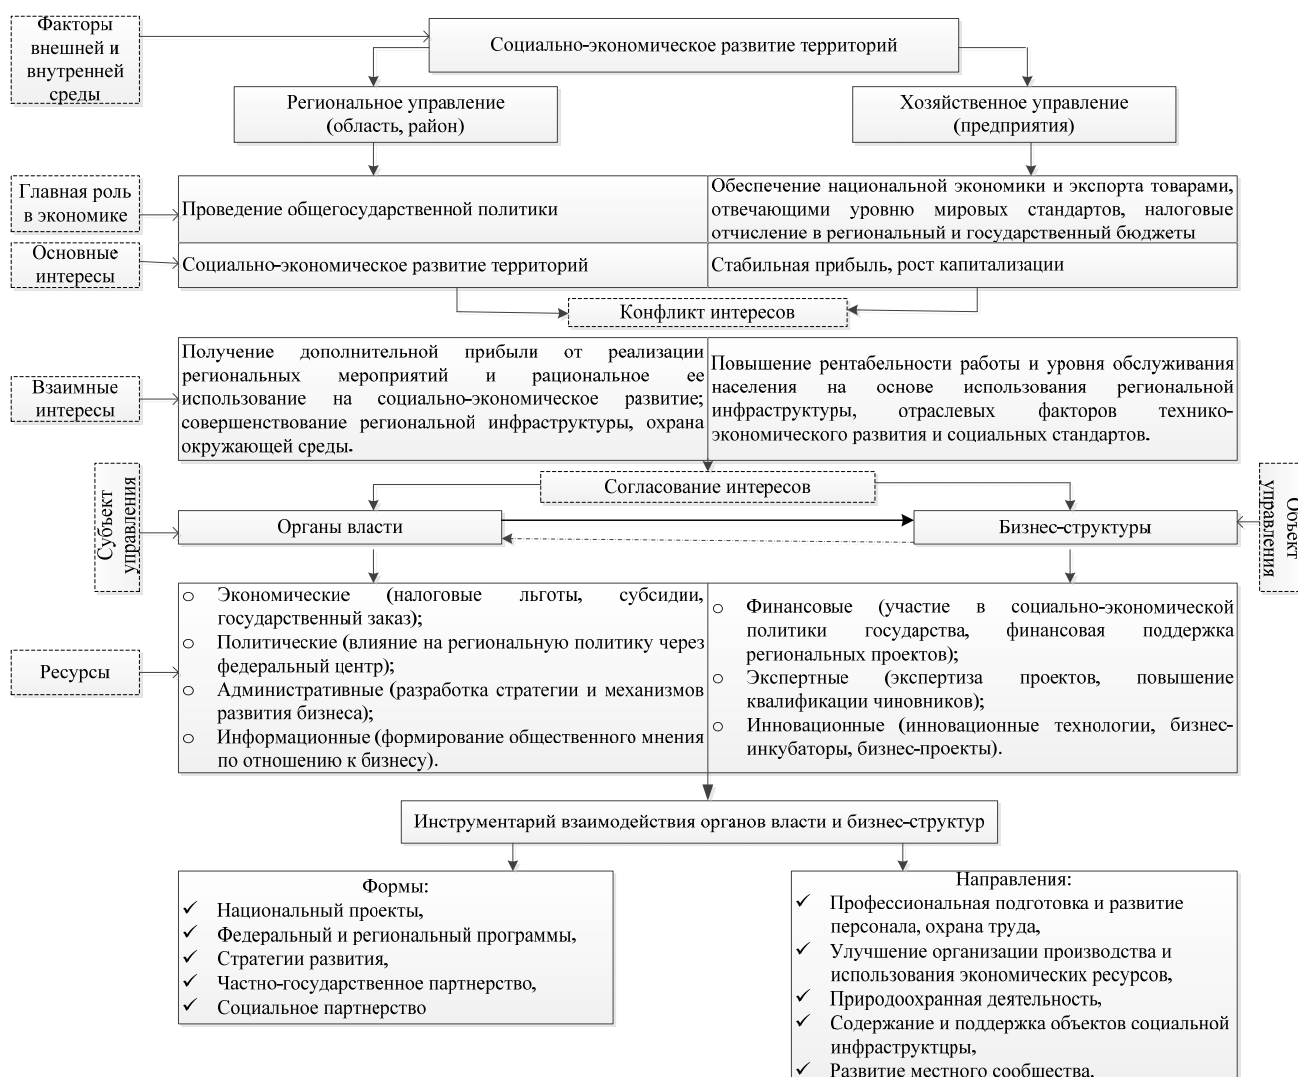 Факторы
внешней и
внутренней
среды
Социально-экономическое развитие территорий
Региональное управление
(область, район)
Хозяйственное управление
(предприятия)
Главная роль
в экономике
Проведение общегосударственной политики
Обеспечение национальной экономики и экспорта товарами,
отвечающими уровню мировых стандартов, налоговые
отчисление в региональный и государственный бюджеты
Основные
интересы
Социально-экономическое развитие территорий
Стабильная прибыль, рост капитализации
Конфликт интересов
Взаимные
интересы
Получение дополнительной прибыли от реализации
региональных мероприятий и рациональное ее
использование на социально-экономическое развитие;
совершенствование региональной инфраструктуры, охрана
окружающей среды.
Повышение рентабельности работы и уровня обслуживания
населения на основе использования региональной
инфраструктуры, отраслевых факторов технико-
экономического развития и социальных стандартов.
Согласование интересов
Субъект
управления
Органы власти
Бизнес-структуры
Объект
управления
Ресурсы
o Экономические (налоговые льготы, субсидии,
государственный заказ);
o Политические (влияние на региональную политику через
федеральный центр);
o Административные (разработка стратегии и механизмов
развития бизнеса);
o Информационные (формирование общественного мнения
по отношению к бизнесу).
o Финансовые (участие в социально-экономической
политики государства, финансовая поддержка
региональных проектов);
o Экспертные (экспертиза проектов, повышение
квалификации чиновников);
o Инновационные (инновационные технологии, бизнес-
инкубаторы, бизнес-проекты).
Инструментарий взаимодействия органов власти и бизнес-структур
Формы:
✓ Национальный проекты,
✓ Федеральный и региональный программы,
✓ Стратегии развития,
✓ Частно-государственное партнерство,
✓ Социальное партнерство
Направления:
✓ Профессиональная подготовка и развитие
персонала, охрана труда,
✓ Улучшение организации производства и
использования экономических ресурсов,
✓ Природоохранная деятельность,
✓ Содержание и поддержка объектов социальной
инфраструктцры,
✓ Развитие местного сообщества,